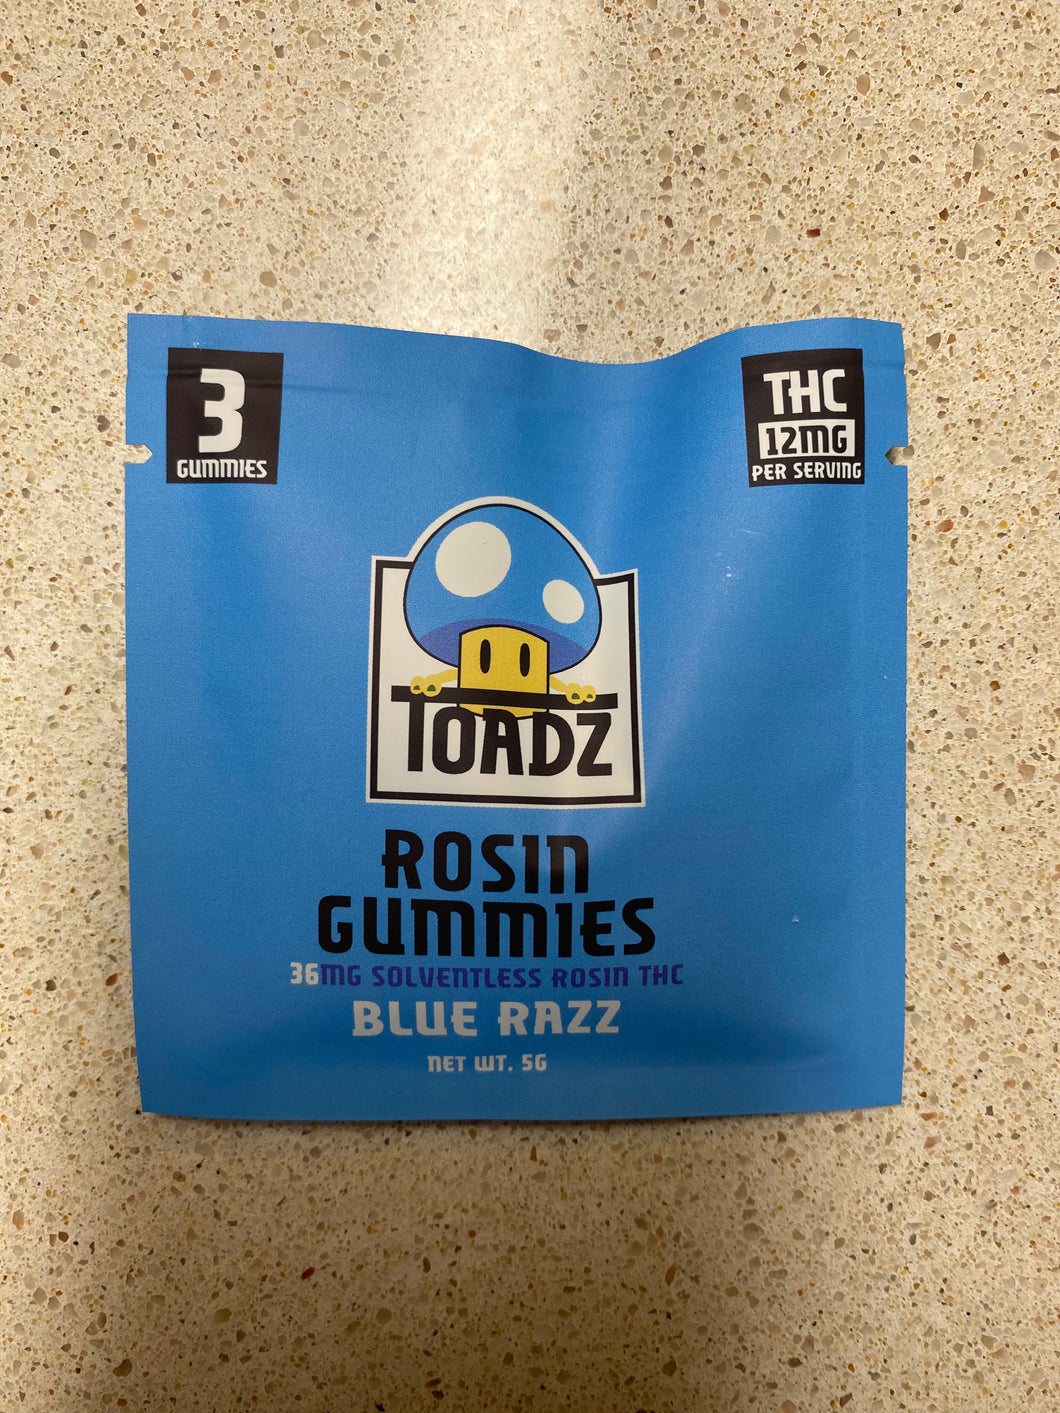 3
GUMMIES
THC
12MG
PER SERVING
TOADZ
ROSIN
GUMMIES
36MG SOLVENTLESS ROSIN THC
BLUE RAZZ
NET WT. 5G